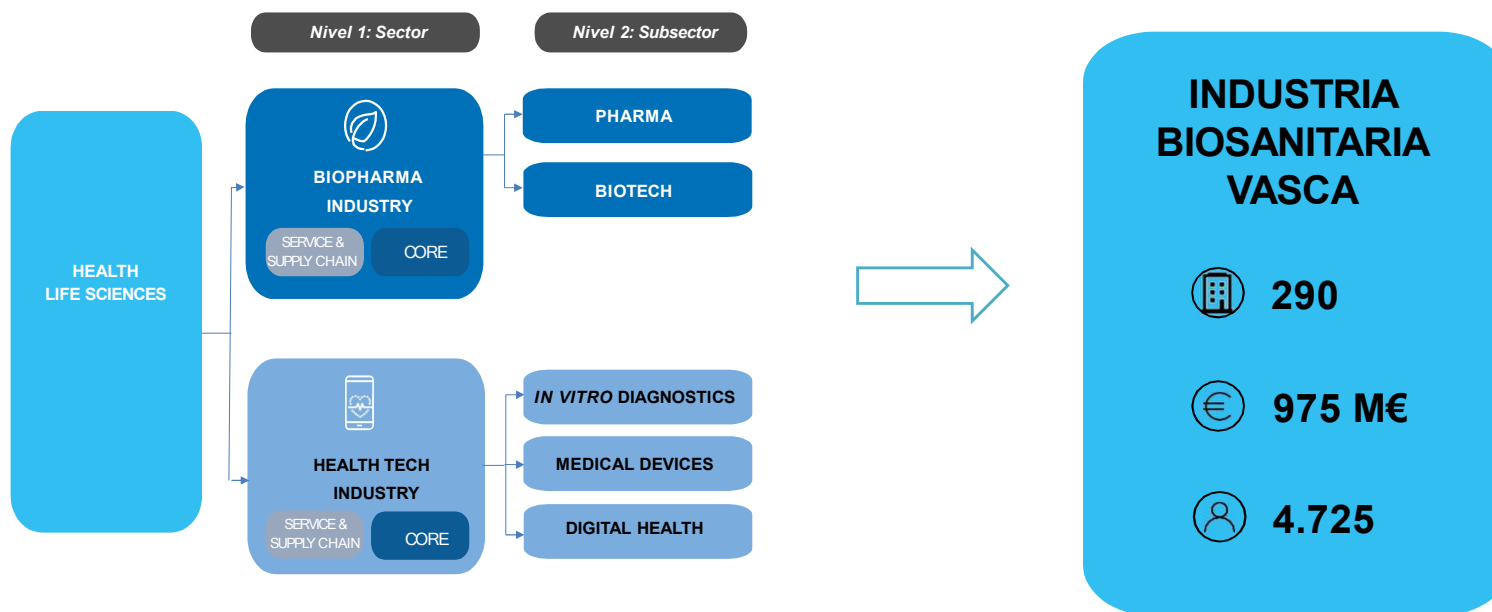 Nivel 1: Sector
Nivel 2: Subsector
HEALTH
LIFE SCIENCES
BIOPHARMA
INDUSTRY
SERVICE &
SUPPLY CHAIN
CORE
PHARMA
BIOTECH
HEALTH TECH
INDUSTRY
SERVICE &
SUPPLY CHAIN
CORE
IN VITRO DIAGNOSTICS
MEDICAL DEVICES
DIGITAL HEALTH
INDUSTRIA
BIOSANITARIA
VASCA
290
€
975 M€
4.725